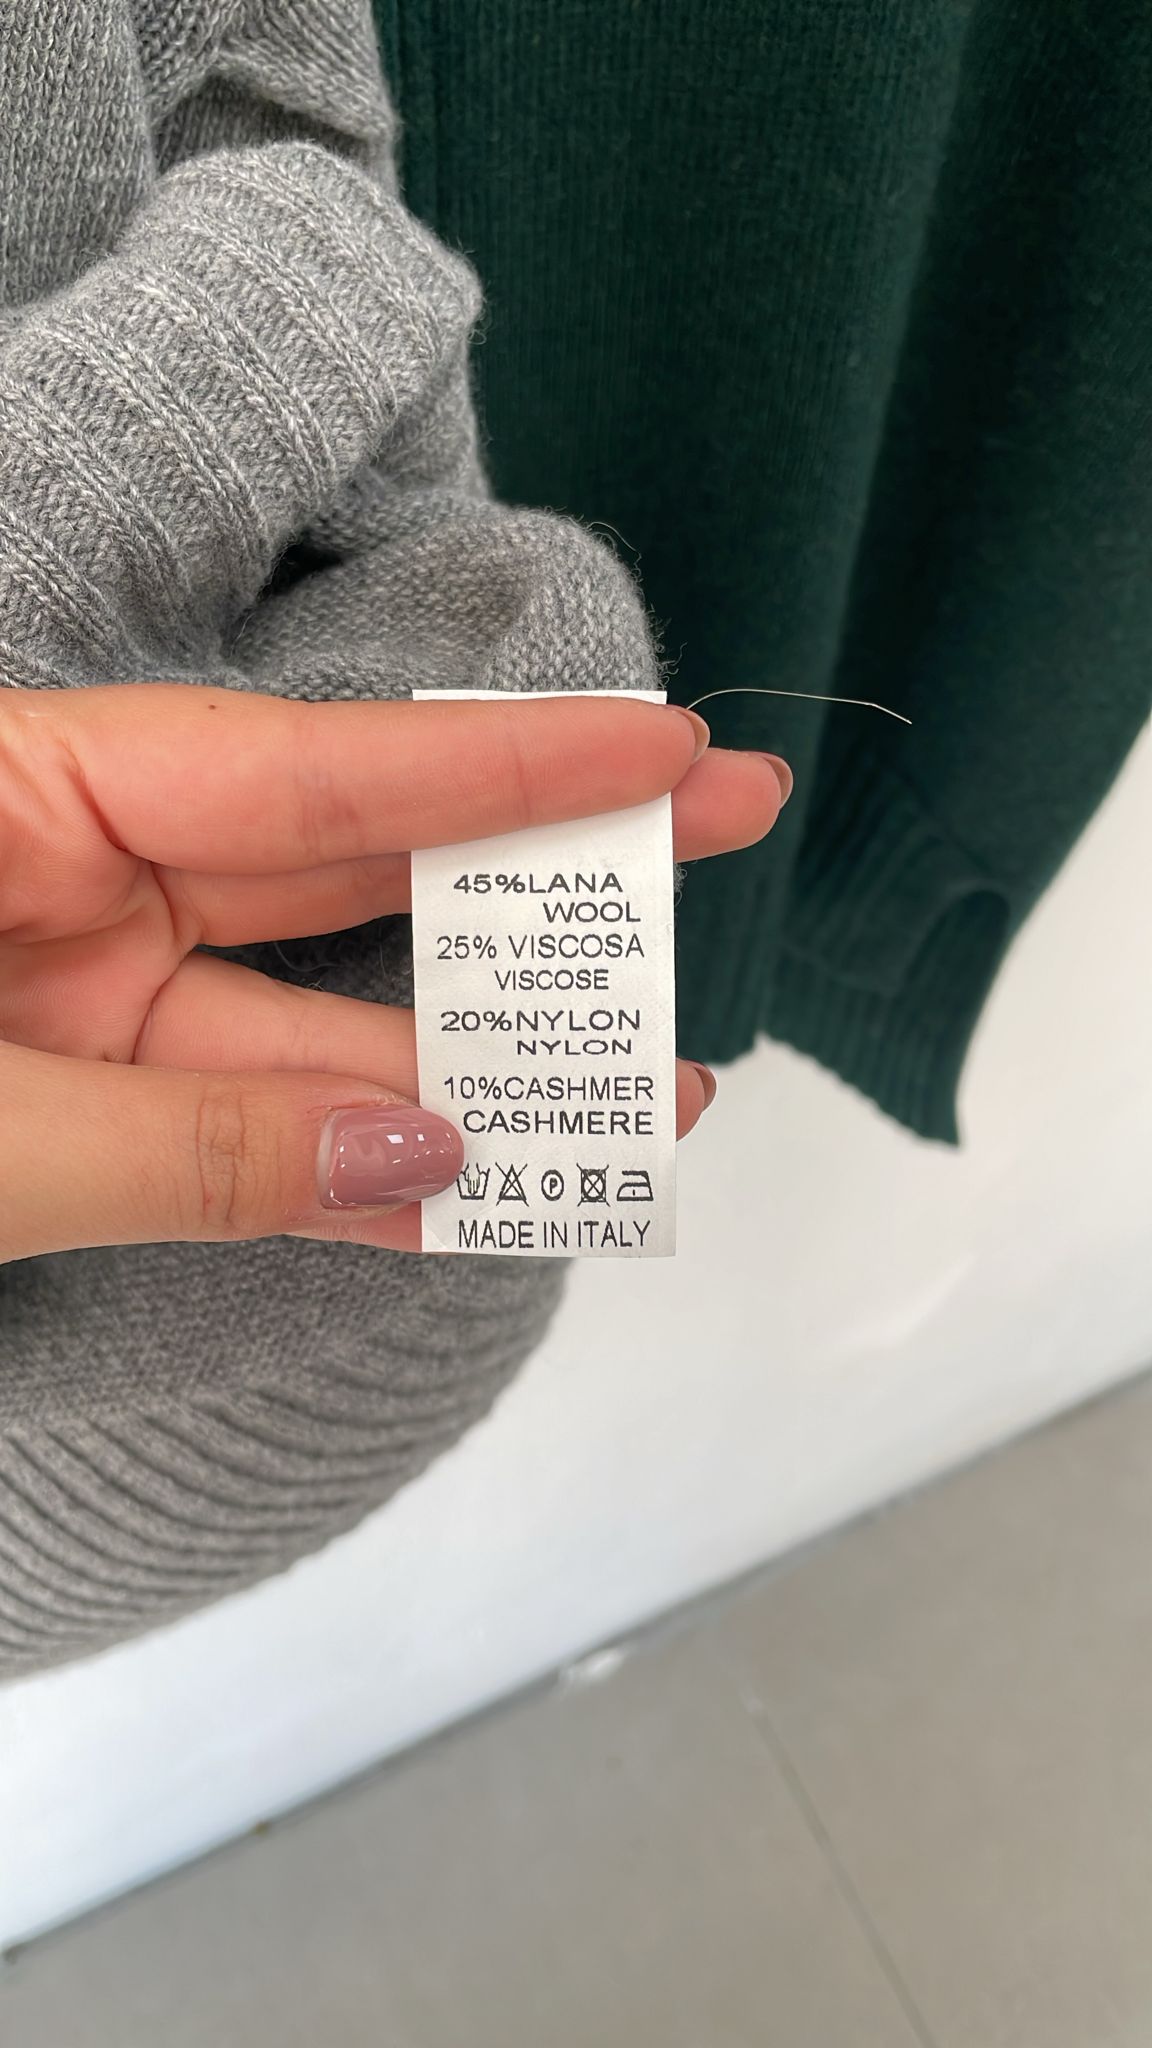 45%LANA
WOOL
25% VISCOSA
VISCOSE
20%NYLON
NYLON
10%CASHMER
CASHMERE
P
MADE IN ITALY